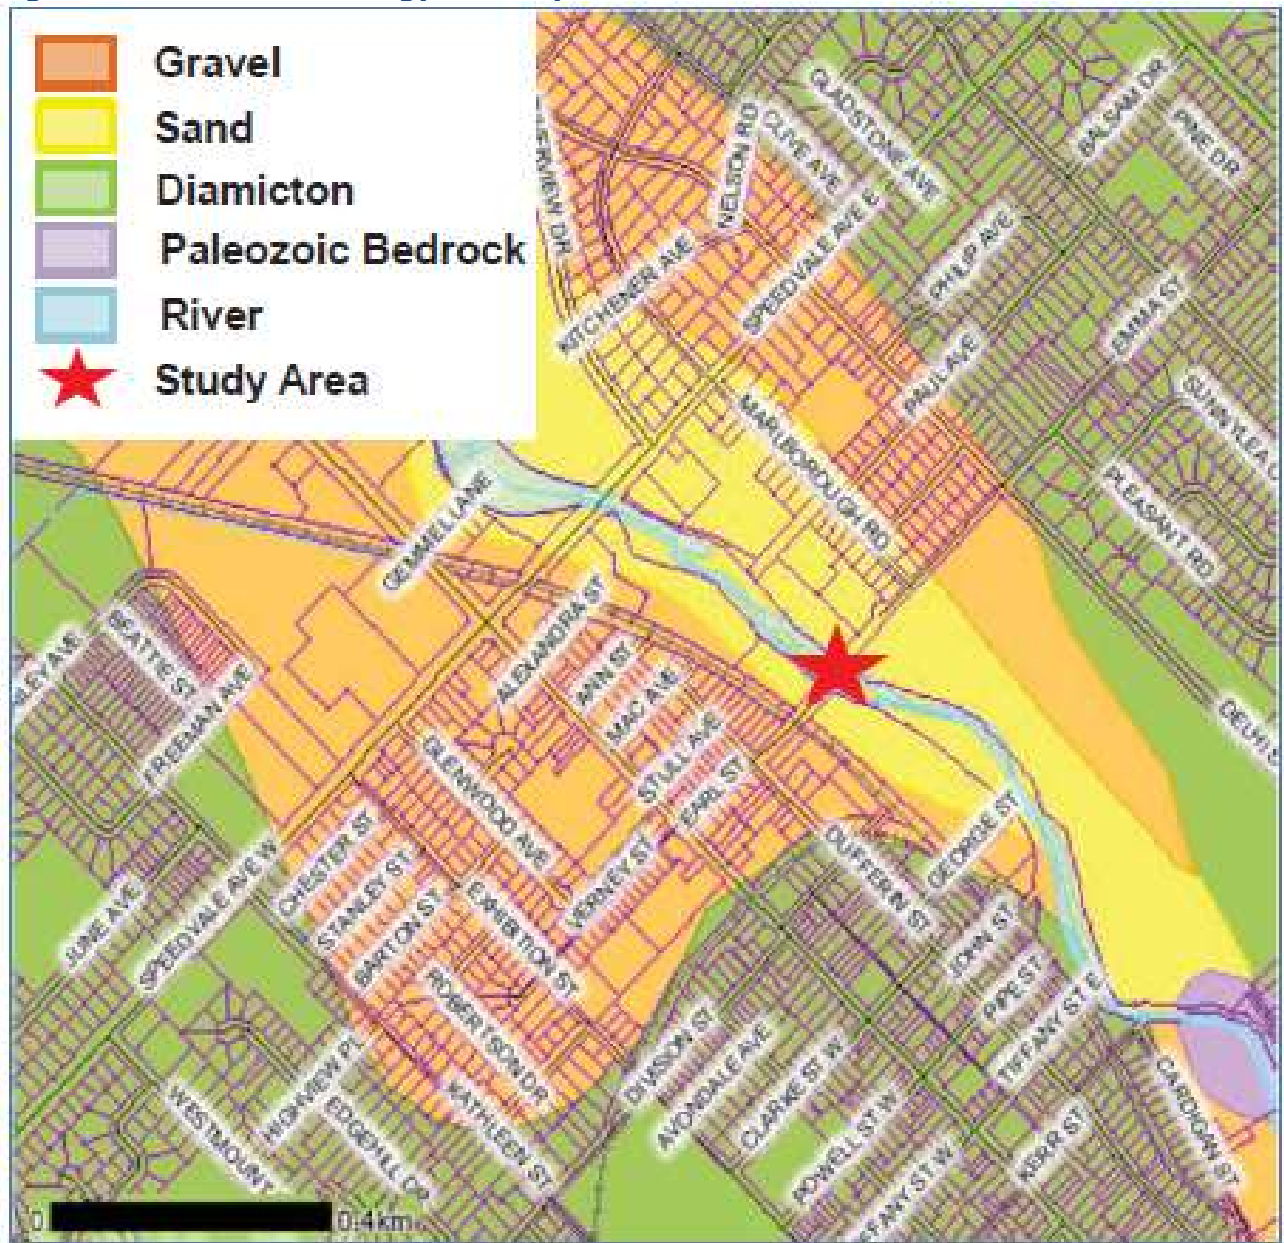 Gravel
Sand
Diamicton
Paleozoic Bedrock
River
Study Area
GLADSTONE AVE
CLIVE AVE
NELSON RD
BALSAM DR
PINE DR
KITCHENER AVE
SPEEDVALE AVE E
PHILIP AVE
EMMA ST
PAUL AVE
MARLBOROUGH RD
PLEASANT RD
GEMMEL LANE
ALEXANDRA ST
ANN ST
MAC AVE
STULL AVE
EARL ST
BEATTIE ST
FREEMAN AVE
GLENWOOD AVE
VERNEY ST
DUFFERIN ST
GEORGE ST
CHESTER ST
STANLEY ST
BARTON ST
EXHIBITION ST
JUNE AVE
SPEEDVALE AVE W
JOHN ST
PIPE ST
TIFFANY ST E
ROBERTSON DR
DIVISION ST
AVONDALE AVE
CLARKE ST W
POWELL ST W
KERR ST
CARDIGAN ST
HIGHVIEW PL
EDGEHILL DR
KATHLEEN ST
WESTMOUNT
0 0.4km